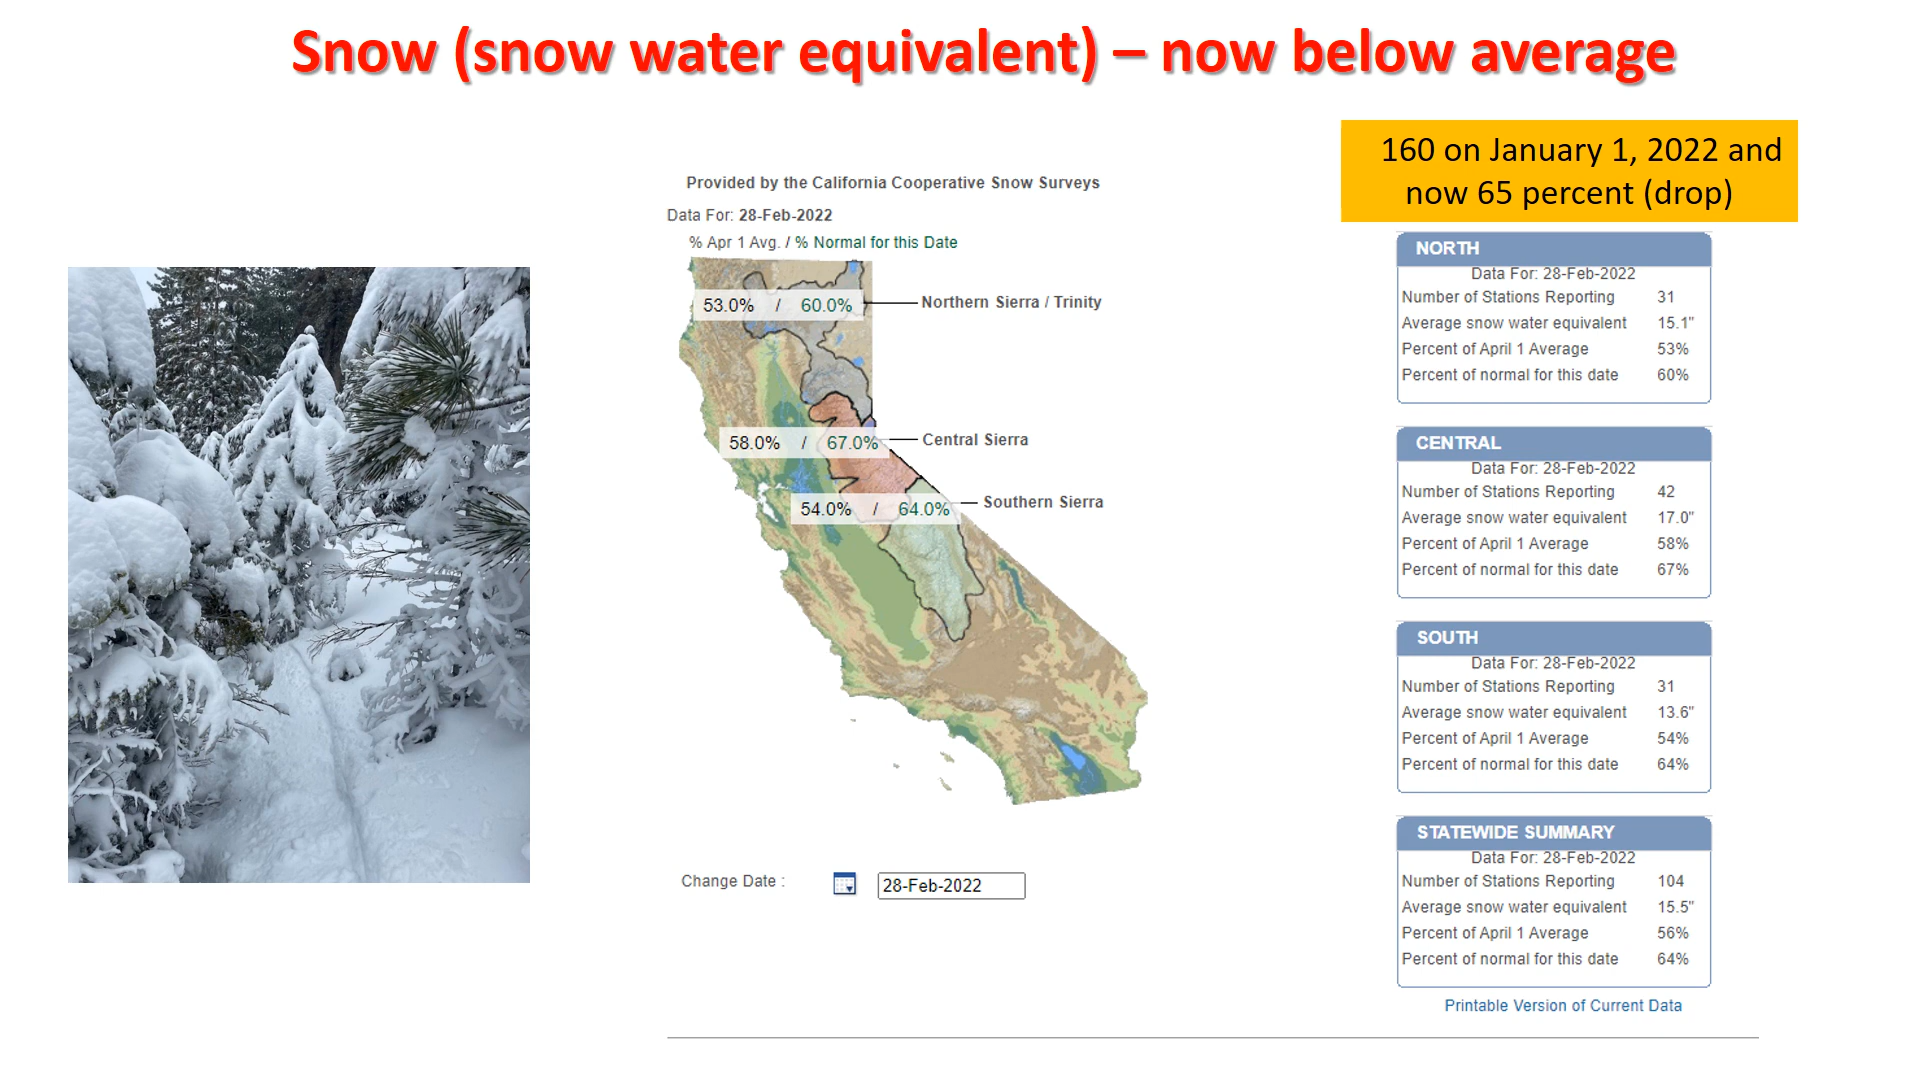 Snow (snow water equivalent) – now below average
160 on January 1, 2022 and
now 65 percent (drop)
Provided by the California Cooperative Snow Surveys
Data For: 28-Feb-2022
% Apr 1 Avg. / % Normal for this Date
53.0% / 60.0%
Northern Sierra / Trinity
58.0% / 67.0%
Central Sierra
54.0% / 64.0%
Southern Sierra
Change Date :
28-Feb-2022
NORTH
Data For: 28-Feb-2022
Number of Stations Reporting 31
Average snow water equivalent 15.1"
Percent of April 1 Average 53%
Percent of normal for this date 60%
CENTRAL
Data For: 28-Feb-2022
Number of Stations Reporting 42
Average snow water equivalent 17.0"
Percent of April 1 Average 58%
Percent of normal for this date 67%
SOUTH
Data For: 28-Feb-2022
Number of Stations Reporting 31
Average snow water equivalent 13.6"
Percent of April 1 Average 54%
Percent of normal for this date 64%
STATEWIDE SUMMARY
Data For: 28-Feb-2022
Number of Stations Reporting 104
Average snow water equivalent 15.5"
Percent of April 1 Average 56%
Percent of normal for this date 64%
Printable Version of Current Data